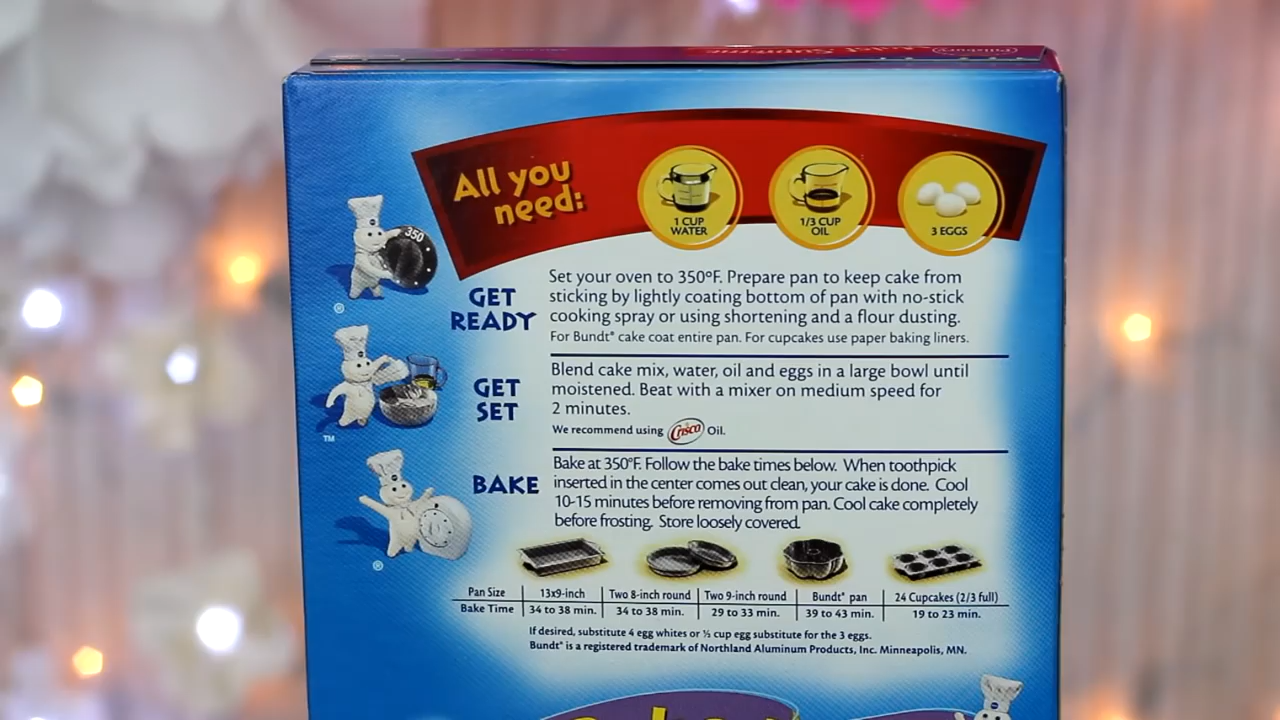 Pillsbury
All you
need:
1 CUP
WATER
1/3 CUP
OIL
3 EGGS
350
GET
READY
Set your oven to 350ºF. Prepare pan to keep cake from
sticking by lightly coating bottom of pan with no-stick
cooking spray or using shortening and a flour dusting.
For Bundt® cake coat entire pan. For cupcakes use paper baking liners.
®
GET
SET
Blend cake mix, water, oil and eggs in a large bowl until
moistened. Beat with a mixer on medium speed for
2 minutes.
We recommend using Crisco Oil.
TM
BAKE
Bake at 350ºF. Follow the bake times below. When toothpick
inserted in the center comes out clean, your cake is done. Cool
10-15 minutes before removing from pan. Cool cake completely
before frosting. Store loosely covered.
®
Pan Size 13x9-inch Two 8-inch round Two 9-inch round Bundt® pan 24 Cupcakes (2/3 full)
Bake Time 34 to 38 min. 34 to 38 min. 29 to 33 min. 39 to 43 min. 19 to 23 min.
If desired, substitute 4 egg whites or ½ cup egg substitute for the 3 eggs.
Bundt® is a registered trademark of Northland Aluminum Products, Inc. Minneapolis, MN.